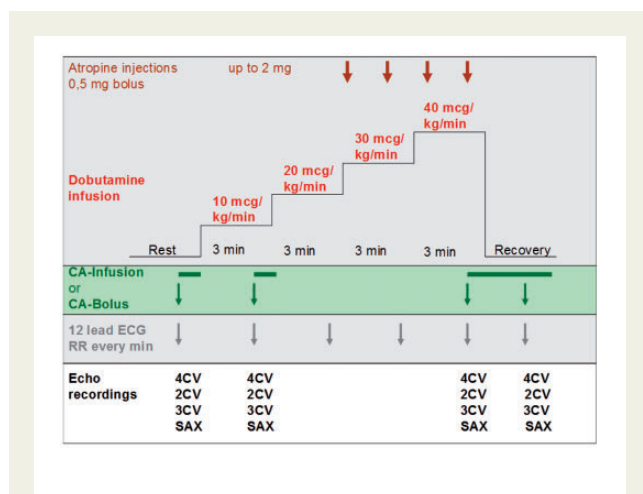 Atropine injections up to 2 mg
0,5 mg bolus
40 mcg/
kg/min
30 mcg/
kg/min
20 mcg/
kg/min
Dobutamine
infusion
10 mcg/
kg/min
Rest 3 min 3 min 3 min 3 min Recovery
CA-Infusion
or
CA-Bolus
12 lead ECG
RR every min
Echo
recordings
4CV 4CV 4CV 4CV
2CV 2CV 2CV 2CV
3CV 3CV 3CV 3CV
SAX SAX SAX SAX